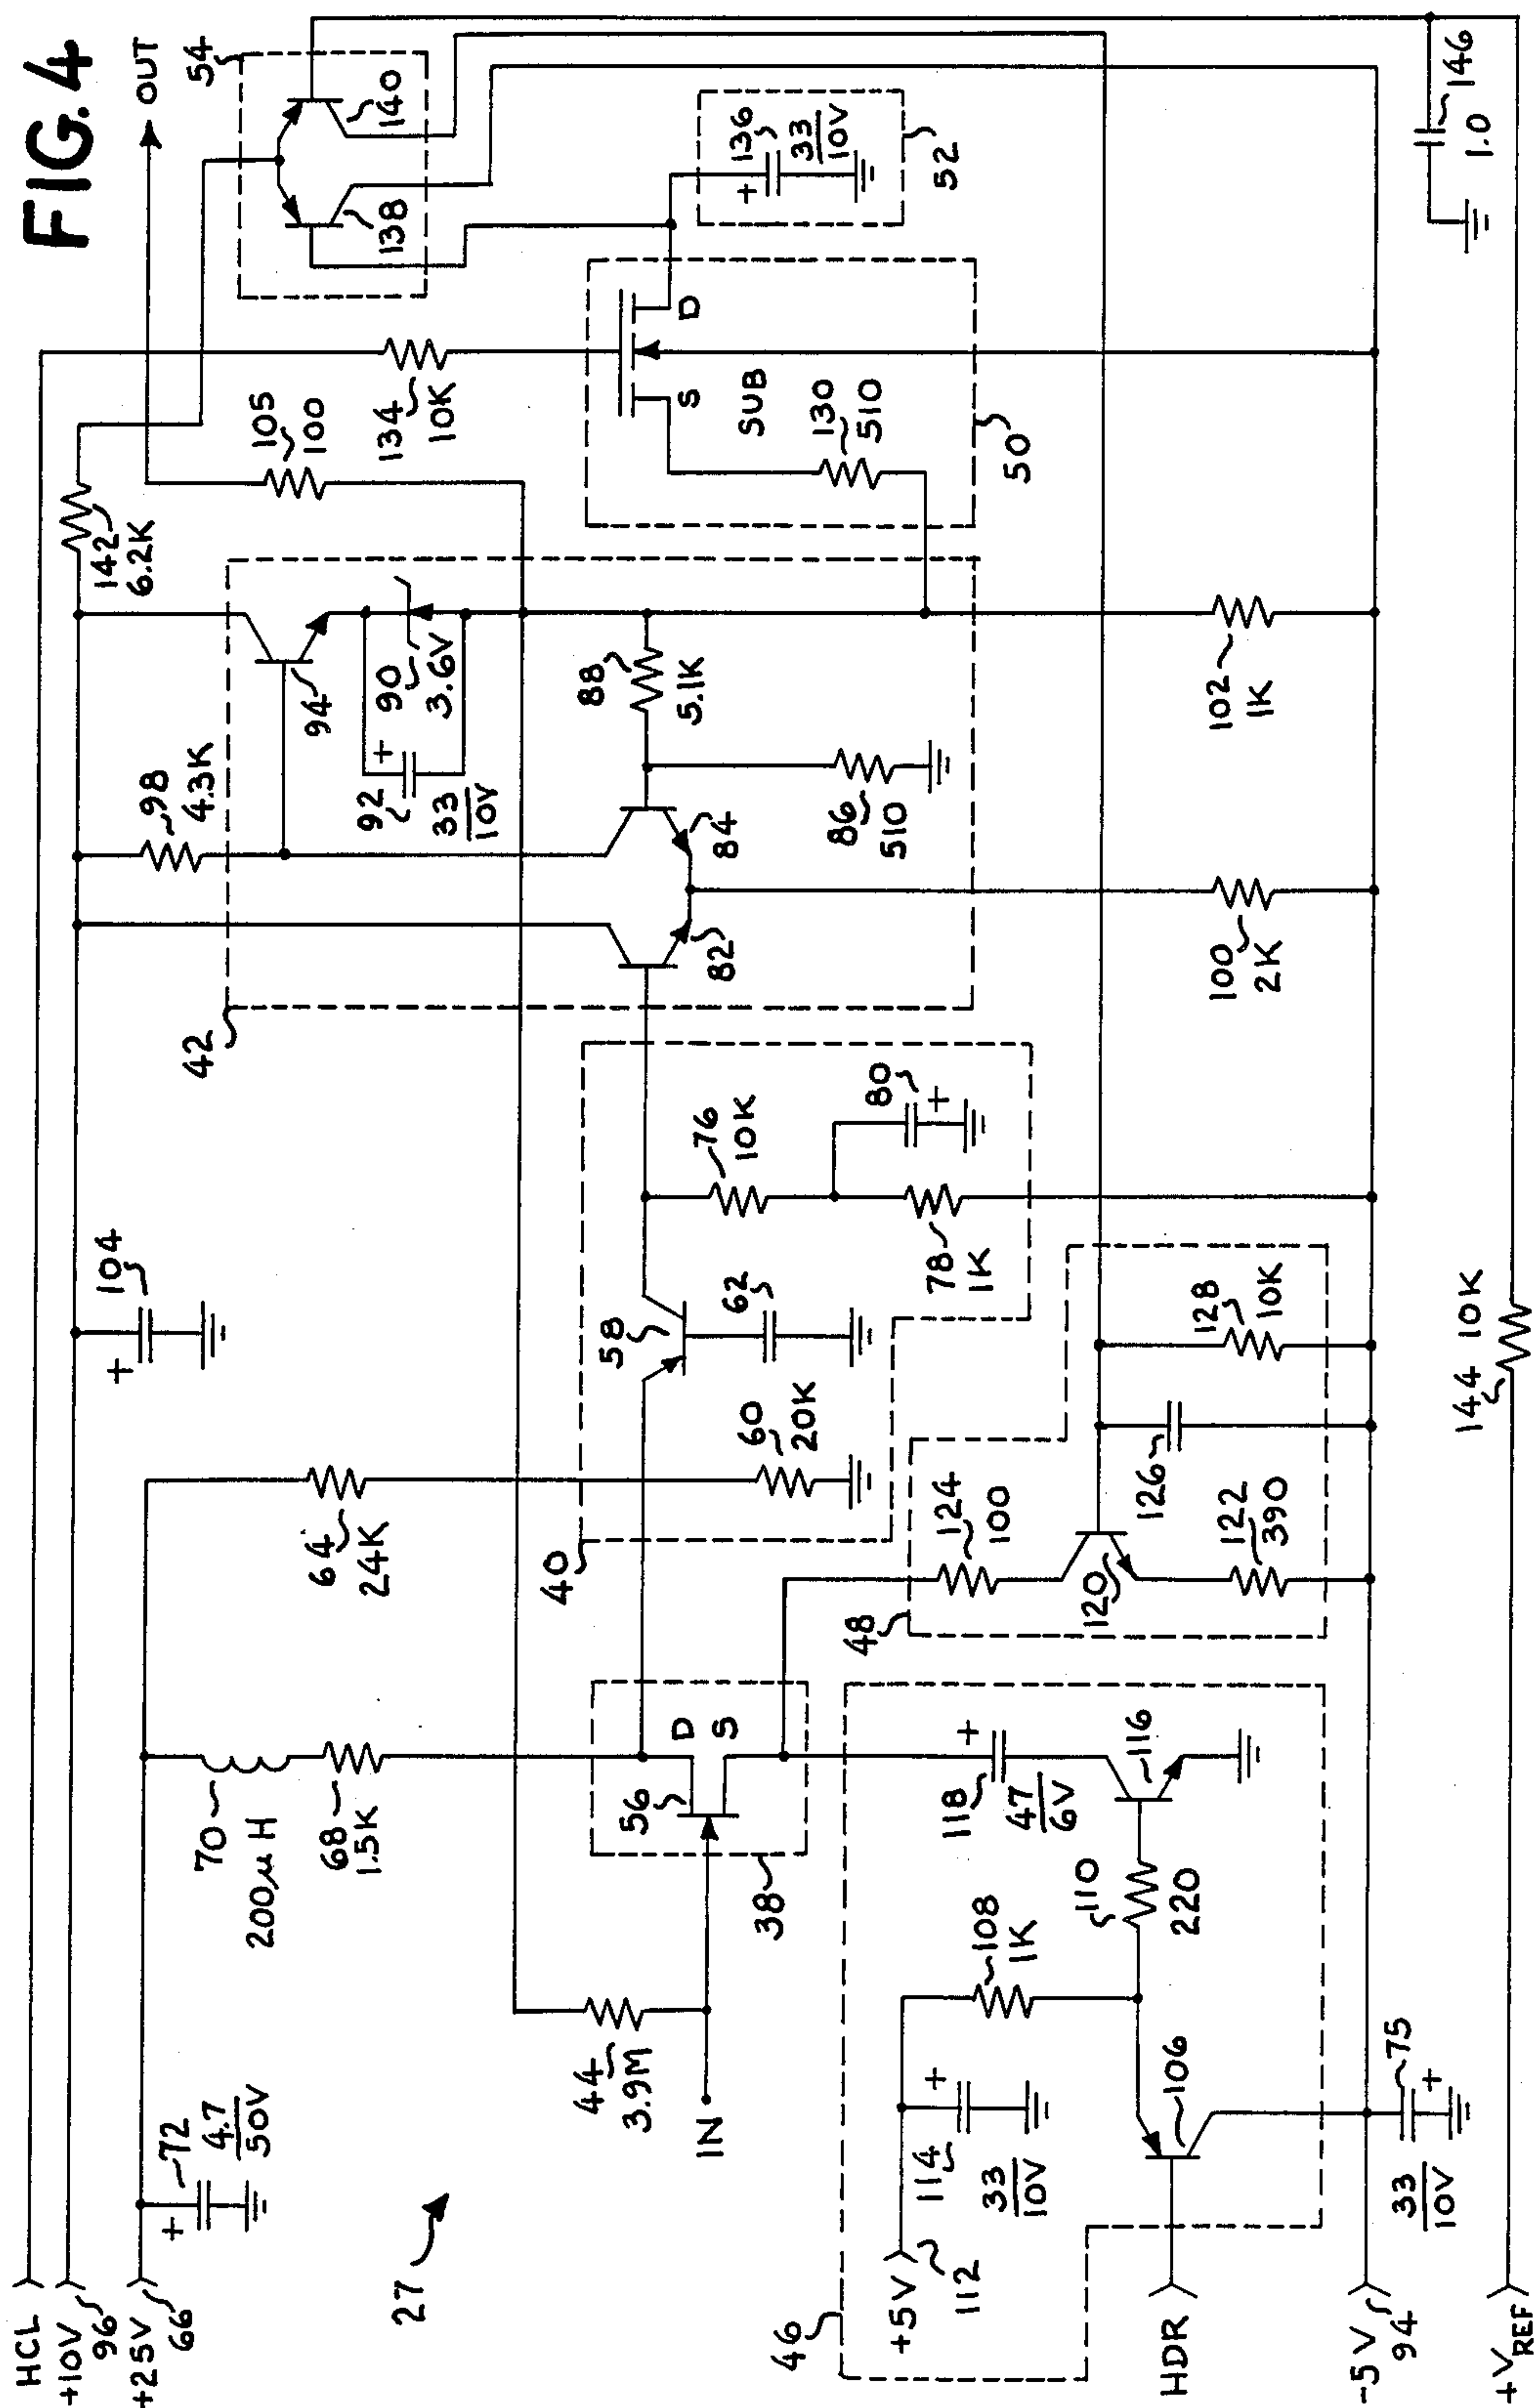 FIG. 4
HCL
+10V
96
+25V
66
72
4.7
50V
70
200μH
68
1.5K
64
24K
104
98
4.3K
142
6.2K
OUT
54
27
44
3.9M
IN
56
D
S
38
40
58
60
20K
62
76
10K
80
78
1K
42
94
92
33
10V
90
3.6V
88
5.1K
82
84
86
510
105
100
134
10K
138
140
136
33
10V
52
S
D
SUB
130
510
50
46
+5V
112
114
33
10V
108
1K
110
220
106
116
118
47
6V
48
124
100
120
122
390
126
128
10K
100
2K
102
1K
HDR
-5V
94
75
33
10V
144 10K
146
1.0
+VREF